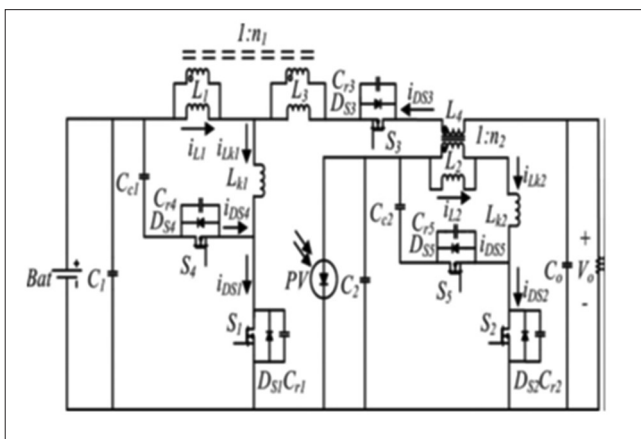 1:n1
L1
L3
Cr3
DS3
iDS3
S3
L4
1:n2
L2
iL1
iLk1
Lk1
Cc1
Cr4
DS4
iDS4
S4
iDS1
Cc2
iL2
Cr5
DS5
iDS5
S5
iLk2
Lk2
iDS2
Bat
+
-
C1
PV
C2
Co
+
Vo
-
S1
DS1Cr1
S2
DS2Cr2